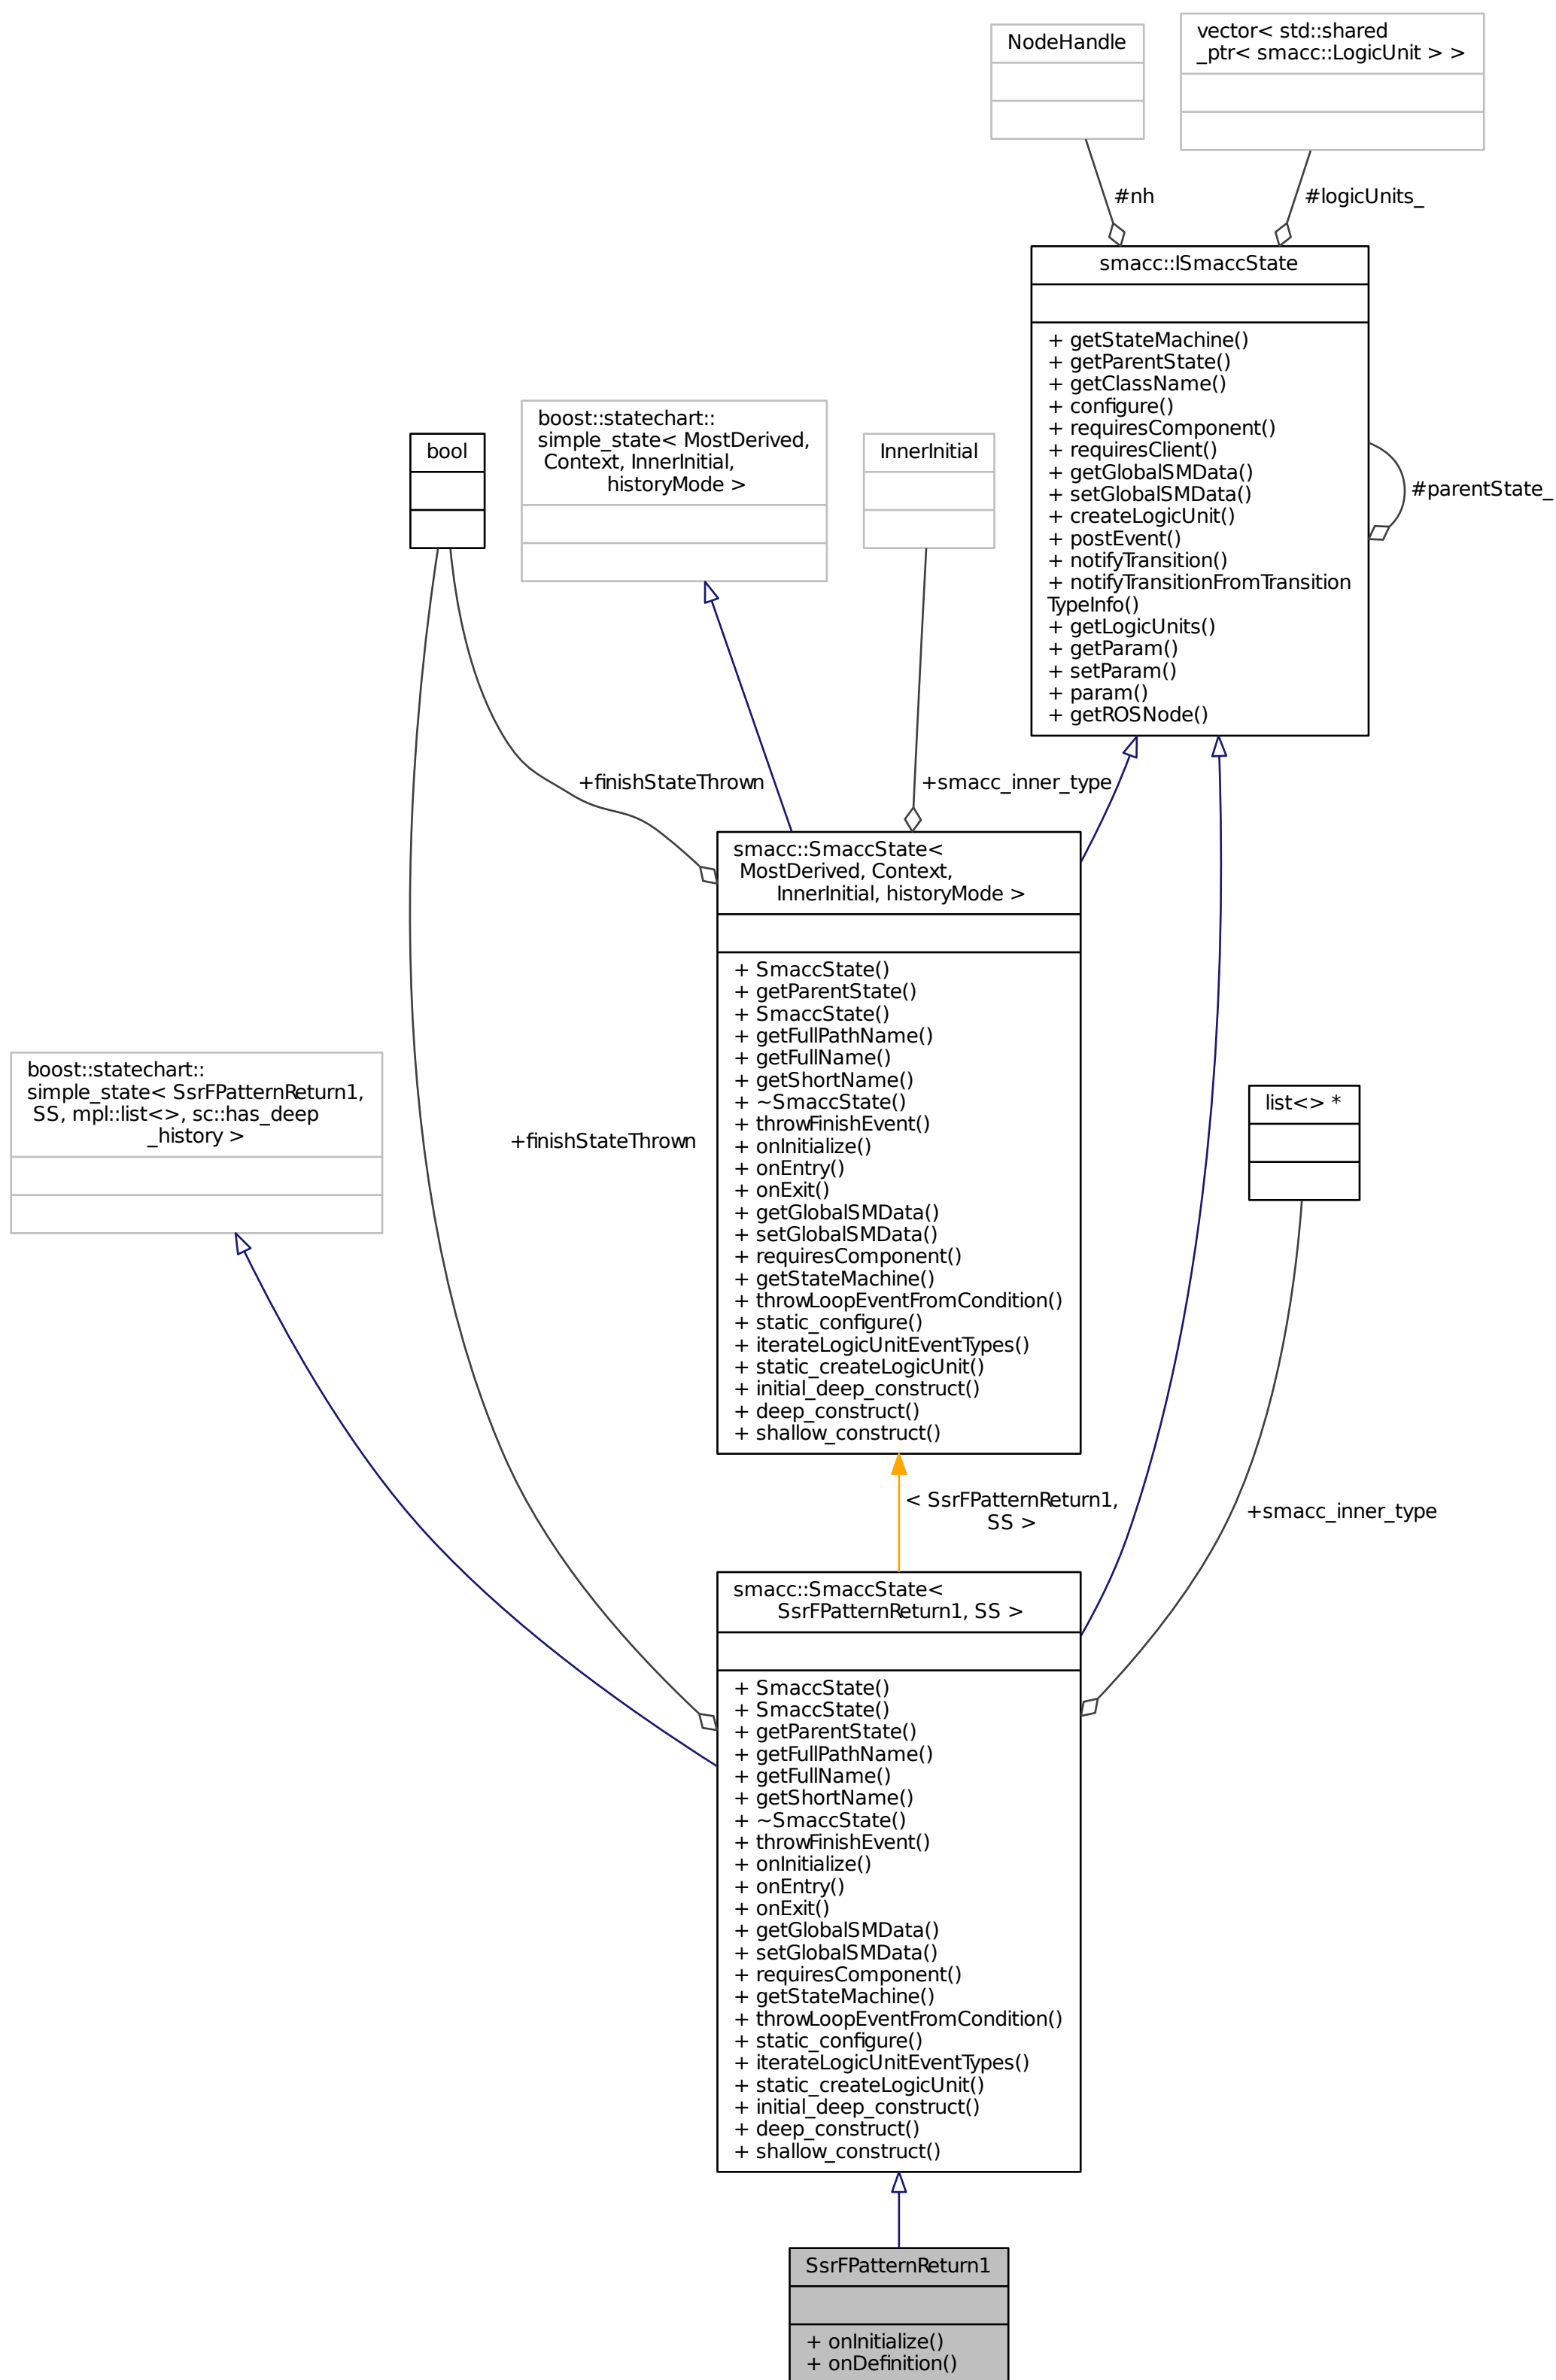 NodeHandle
vector< std::shared
_ptr< smacc::LogicUnit > >
#nh
#logicUnits_
smacc::ISmaccState
+ getStateMachine()
+ getParentState()
+ getClassName()
+ configure()
+ requiresComponent()
+ requiresClient()
+ getGlobalSMData()
+ setGlobalSMData()
+ createLogicUnit()
+ postEvent()
+ notifyTransition()
+ notifyTransitionFromTransition
TypeInfo()
+ getLogicUnits()
+ getParam()
+ setParam()
+ param()
+ getROSNode()
#parentState_
bool
boost::statechart::
simple_state< MostDerived,
Context, InnerInitial,
historyMode >
InnerInitial
+finishStateThrown
+smacc_inner_type
smacc::SmaccState<
MostDerived, Context,
InnerInitial, historyMode >
+ SmaccState()
+ getParentState()
+ SmaccState()
+ getFullPathName()
+ getFullName()
+ getShortName()
+ ~SmaccState()
+ throwFinishEvent()
+ onInitialize()
+ onEntry()
+ onExit()
+ getGlobalSMData()
+ setGlobalSMData()
+ requiresComponent()
+ getStateMachine()
+ throwLoopEventFromCondition()
+ static_configure()
+ iterateLogicUnitEventTypes()
+ static_createLogicUnit()
+ initial_deep_construct()
+ deep_construct()
+ shallow_construct()
boost::statechart::
simple_state< SsrFPatternReturn1,
SS, mpl::list<>, sc::has_deep
_history >
+finishStateThrown
list<> *
< SsrFPatternReturn1,
SS >
+smacc_inner_type
smacc::SmaccState<
SsrFPatternReturn1, SS >
+ SmaccState()
+ SmaccState()
+ getParentState()
+ getFullPathName()
+ getFullName()
+ getShortName()
+ ~SmaccState()
+ throwFinishEvent()
+ onInitialize()
+ onEntry()
+ onExit()
+ getGlobalSMData()
+ setGlobalSMData()
+ requiresComponent()
+ getStateMachine()
+ throwLoopEventFromCondition()
+ static_configure()
+ iterateLogicUnitEventTypes()
+ static_createLogicUnit()
+ initial_deep_construct()
+ deep_construct()
+ shallow_construct()
SsrFPatternReturn1
+ onInitialize()
+ onDefinition()